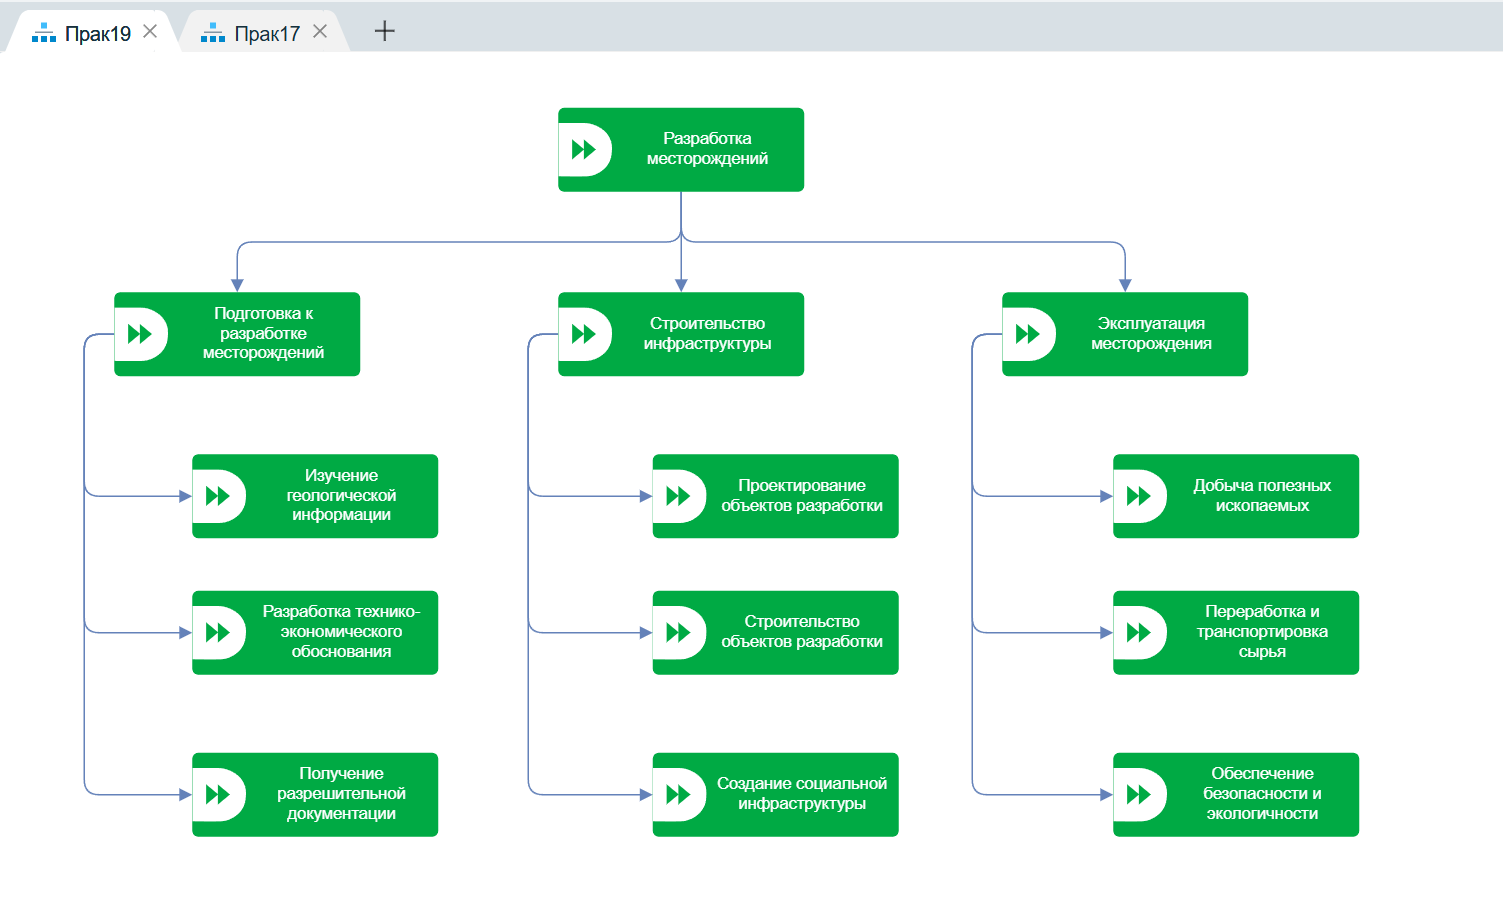 Прак19
Прак17
Разработка
месторождений
Подготовка к
разработке
месторождений
Строительство
инфраструктуры
Эксплуатация
месторождения
Изучение
геологической
информации
Проектирование
объектов разработки
Добыча полезных
ископаемых
Разработка технико-
экономического
обоснования
Строительство
объектов разработки
Переработка и
транспортировка
сырья
Получение
разрешительной
документации
Создание социальной
инфраструктуры
Обеспечение
безопасности и
экологичности